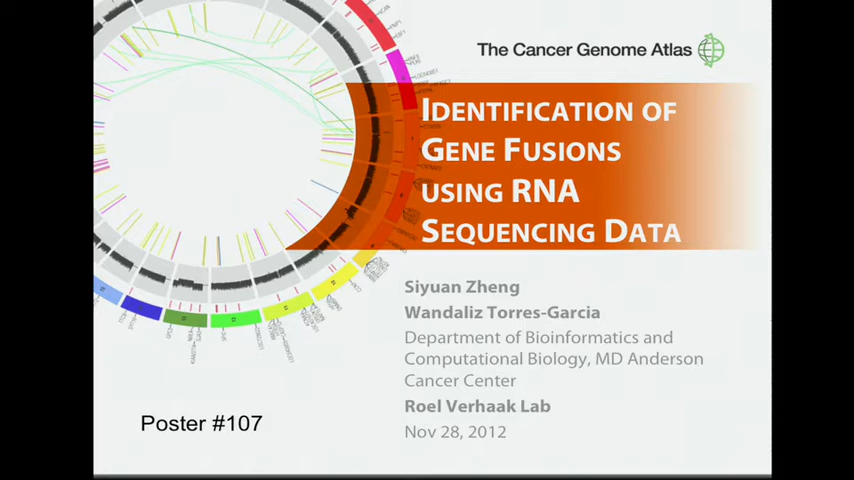 The Cancer Genome Atlas
IDENTIFICATION OF
GENE FUSIONS
USING RNA
SEQUENCING DATA
Siyuan Zheng
Wandaliz Torres-Garcia
Department of Bioinformatics and
Computational Biology, MD Anderson
Cancer Center
Roel Verhaak Lab
Nov 28, 2012
Poster #107